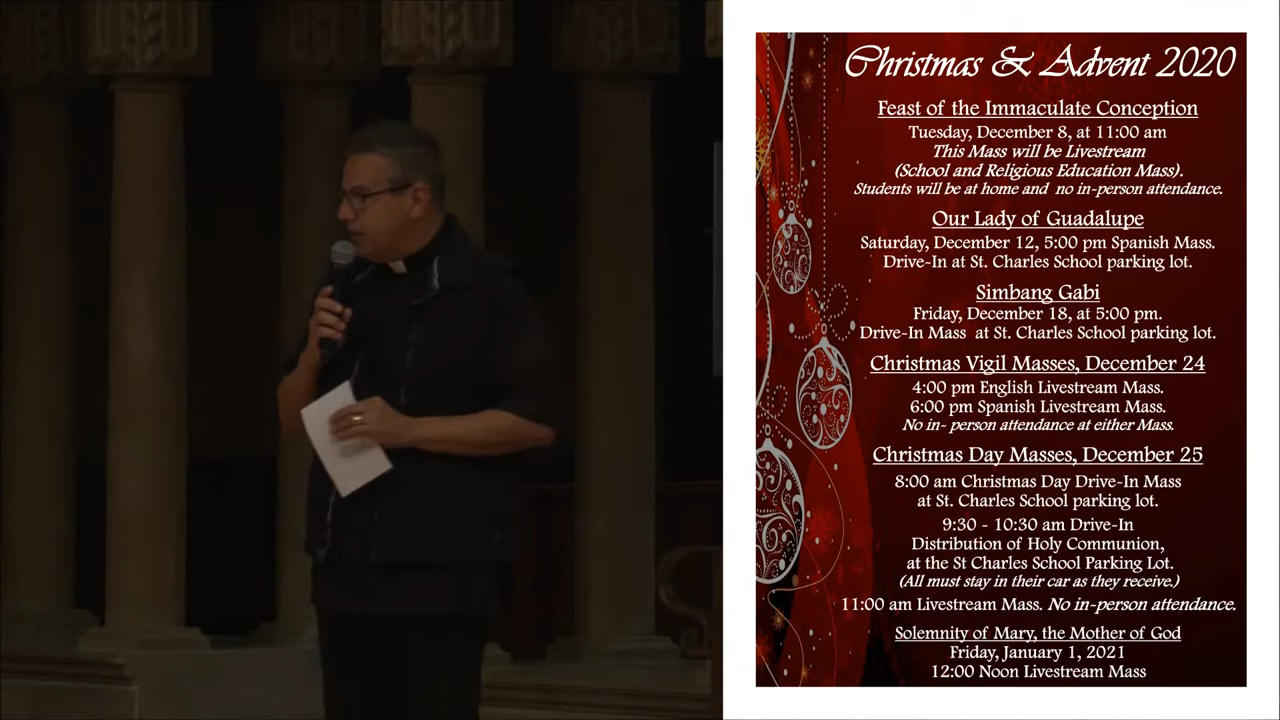 Christmas & Advent 2020
Feast of the Immaculate Conception
Tuesday, December 8, at 11:00 am
This Mass will be Livestream
(School and Religious Education Mass).
Students will be at home and no in-person attendance.
Our Lady of Guadalupe
Saturday, December 12, 5:00 pm Spanish Mass.
Drive-In at St. Charles School parking lot.
Simbang Gabi
Friday, December 18, at 5:00 pm.
Drive-In Mass at St. Charles School parking lot.
Christmas Vigil Masses, December 24
4:00 pm English Livestream Mass.
6:00 pm Spanish Livestream Mass.
No in- person attendance at either Mass.
Christmas Day Masses, December 25
8:00 am Christmas Day Drive-In Mass
at St. Charles School parking lot.
9:30 - 10:30 am Drive-In
Distribution of Holy Communion,
at the St Charles School Parking Lot.
(All must stay in their car as they receive.)
11:00 am Livestream Mass. No in-person attendance.
Solemnity of Mary, the Mother of God
Friday, January 1, 2021
12:00 Noon Livestream Mass